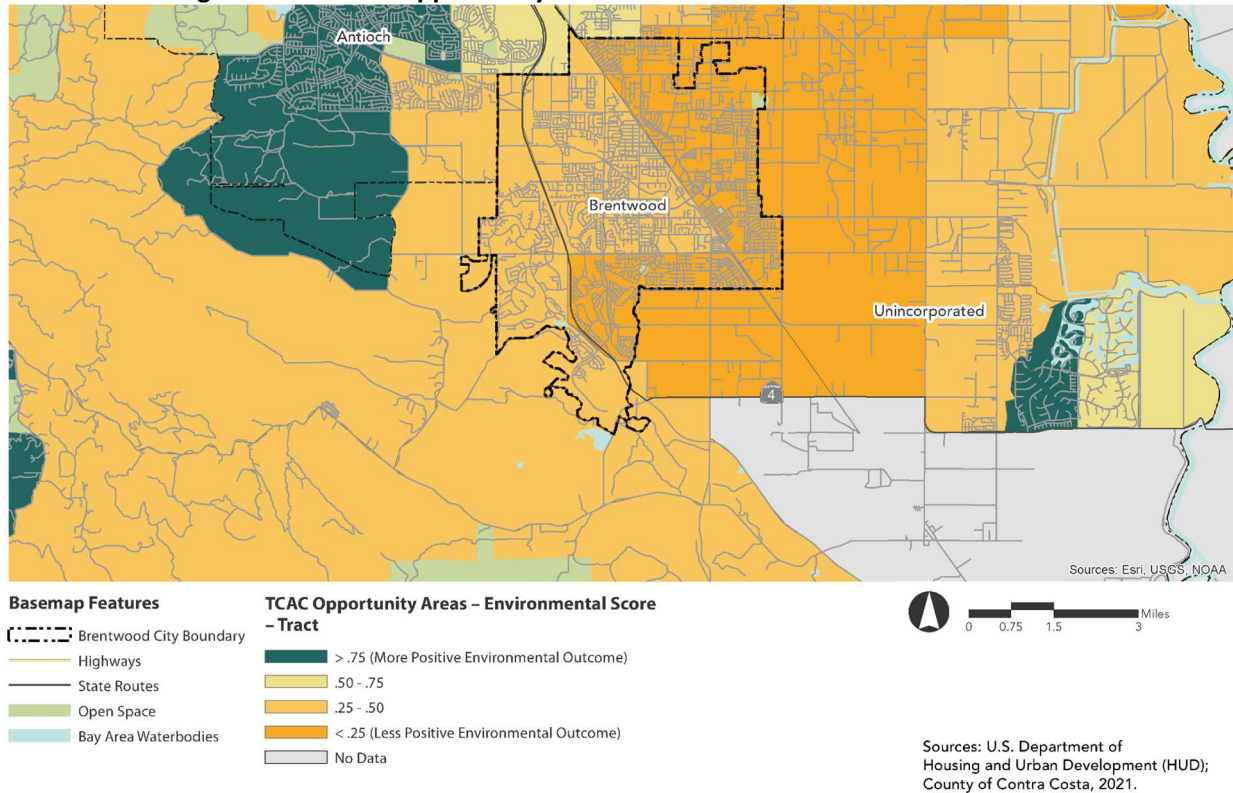 Antioch
Brentwood
Unincorporated
4
Sources: Esri, USGS, NOAA
Basemap Features
Brentwood City Boundary
Highways
State Routes
Open Space
Bay Area Waterbodies
TCAC Opportunity Areas – Environmental Score
– Tract
> .75 (More Positive Environmental Outcome)
.50 - .75
.25 - .50
< .25 (Less Positive Environmental Outcome)
No Data
Miles
0 0.75 1.5 3
Sources: U.S. Department of
Housing and Urban Development (HUD);
County of Contra Costa, 2021.